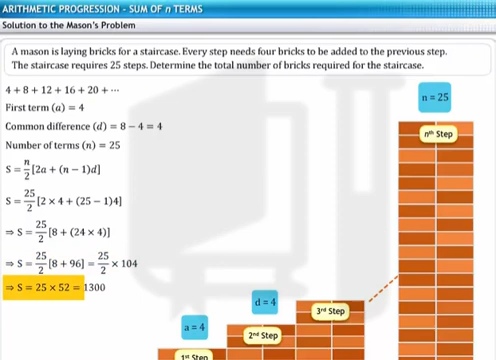 ARITHMETIC PROGRESSION - SUM OF n TERMS
Solution to the Mason's Problem
A mason is laying bricks for a staircase. Every step needs four bricks to be added to the previous step.
The staircase requires 25 steps. Determine the total number of bricks required for the staircase.
4 + 8 + 12 + 16 + 20 + ⋯
First term (a) = 4
Common difference (d) = 8 − 4 = 4
Number of terms (n) = 25
S = n/2 [2a + (n − 1)d]
S = 25/2 [2 × 4 + (25 − 1)4]
⇒ S = 25/2 [8 + (24 × 4)]
⇒ S = 25/2 [8 + 96] = 25/2 × 104
⇒ S = 25 × 52 = 1300
n = 25
nth Step
d = 4
3rd Step
a = 4
2nd Step
1st Step